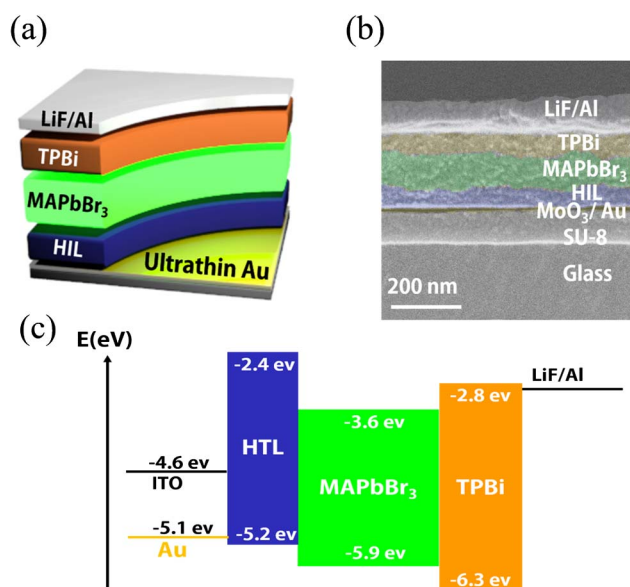 (a)
LiF/Al
TPBi
MAPbBr₃
HIL
Ultrathin Au
(b)
LiF/Al
TPBi
MAPbBr₃
HIL
MoO₃/Au
SU-8
Glass
200 nm
(c)
E(eV)
-2.4 ev
LiF/Al
-2.8 ev
-3.6 ev
-4.6 ev
ITO
HTL
MAPbBr₃
TPBi
-5.1 ev
Au
-5.2 ev
-5.9 ev
-6.3 ev